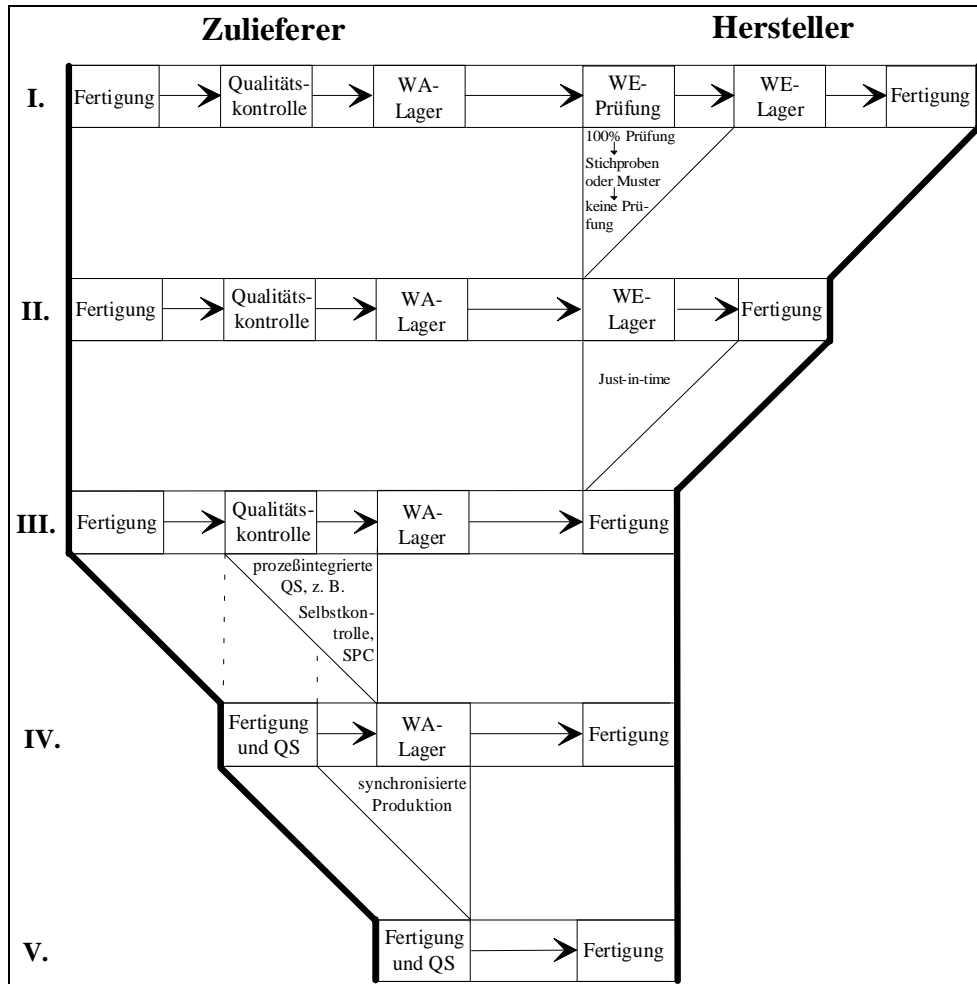 Zulieferer
Hersteller
I.
Fertigung
Qualitäts-
kontrolle
WA-
Lager
WE-
Prüfung
WE-
Lager
Fertigung
100% Prüfung
Stichproben
oder Muster
keine Prü-
fung
II.
Fertigung
Qualitäts-
kontrolle
WA-
Lager
WE-
Lager
Fertigung
Just-in-time
III.
Fertigung
Qualitäts-
kontrolle
WA-
Lager
Fertigung
prozeßintegrierte
QS, z. B.
Selbstkon-
trolle,
SPC
IV.
Fertigung
und QS
WA-
Lager
Fertigung
synchronisierte
Produktion
V.
Fertigung
und QS
Fertigung